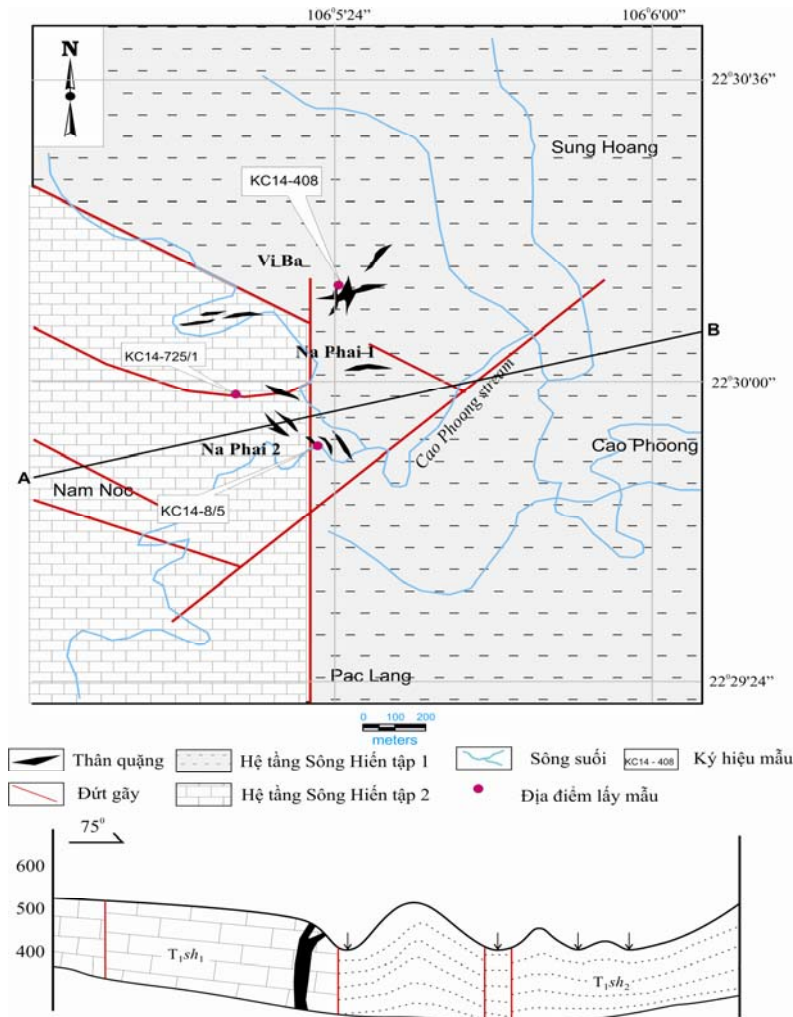 106°5'24" 106°6'00"
N
22°30'36"
Sung Hoang
KC14-408
Vi Ba
B
KC14-725/1
Na Phai 1
22°30'00"
Cao Phoong stream
Cao Phoong
Na Phai 2
A
Nam Noc
KC14-8/5
Pac Lang
22°29'24"
0 100 200
meters
Thân quặng Hệ tầng Sông Hiến tập 1 Sông suối KC14 - 408 Ký hiệu mẫu
Đứt gãy Hệ tầng Sông Hiến tập 2 Địa điểm lấy mẫu
75°
600
500
400
T₁sh₁
T₁sh₂